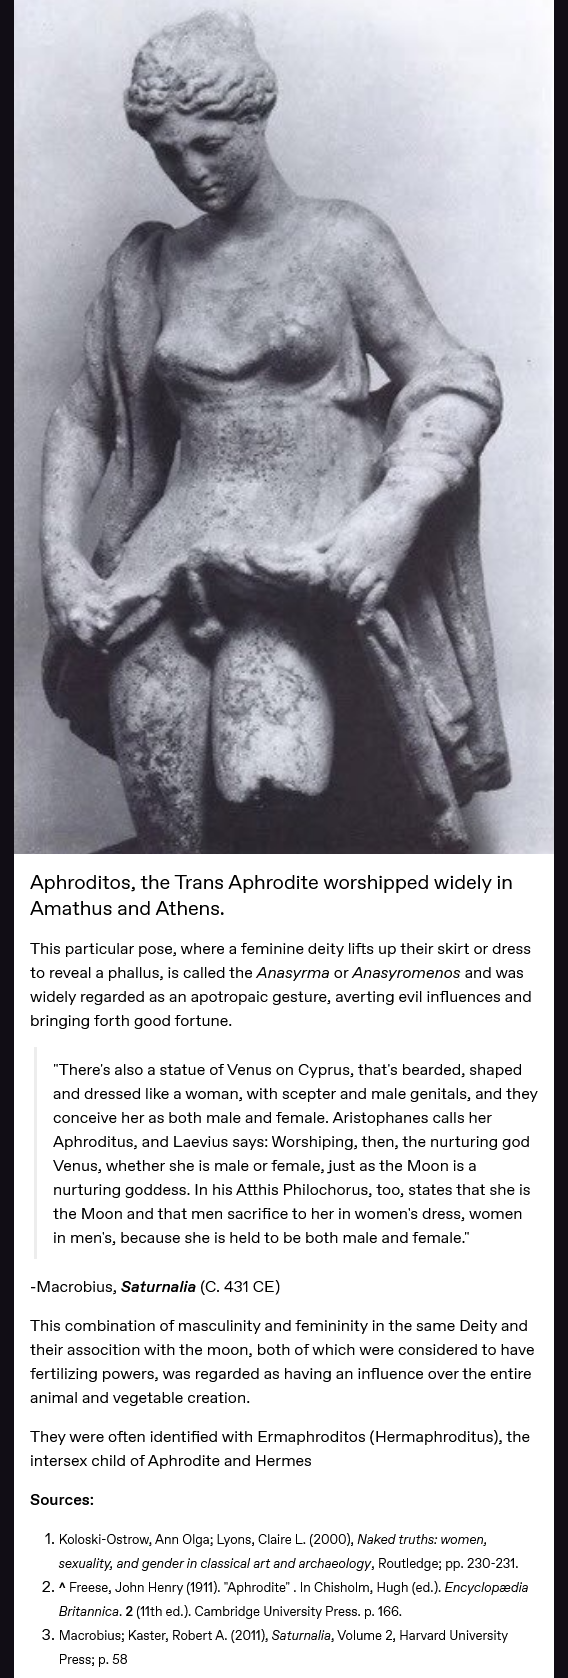 Aphroditos, the Trans Aphrodite worshipped widely in
Amathus and Athens.
This particular pose, where a feminine deity lifts up their skirt or dress
to reveal a phallus, is called the Anasyrma or Anasyromenos and was
widely regarded as an apotropaic gesture, averting evil influences and
bringing forth good fortune.
"There's also a statue of Venus on Cyprus, that's bearded, shaped
and dressed like a woman, with scepter and male genitals, and they
conceive her as both male and female. Aristophanes calls her
Aphroditus, and Laevius says: Worshiping, then, the nurturing god
Venus, whether she is male or female, just as the Moon is a
nurturing goddess. In his Atthis Philochorus, too, states that she is
the Moon and that men sacrifice to her in women's dress, women
in men's, because she is held to be both male and female."
-Macrobius, Saturnalia (C. 431 CE)
This combination of masculinity and femininity in the same Deity and
their assocition with the moon, both of which were considered to have
fertilizing powers, was regarded as having an influence over the entire
animal and vegetable creation.
They were often identified with Ermaphroditos (Hermaphroditus), the
intersex child of Aphrodite and Hermes
Sources:
1. Koloski-Ostrow, Ann Olga; Lyons, Claire L. (2000), Naked truths: women,
sexuality, and gender in classical art and archaeology, Routledge; pp. 230-231.
2. ^ Freese, John Henry (1911). "Aphrodite" . In Chisholm, Hugh (ed.). Encyclopædia
Britannica. 2 (11th ed.). Cambridge University Press. p. 166.
3. Macrobius; Kaster, Robert A. (2011), Saturnalia, Volume 2, Harvard University
Press; p. 58